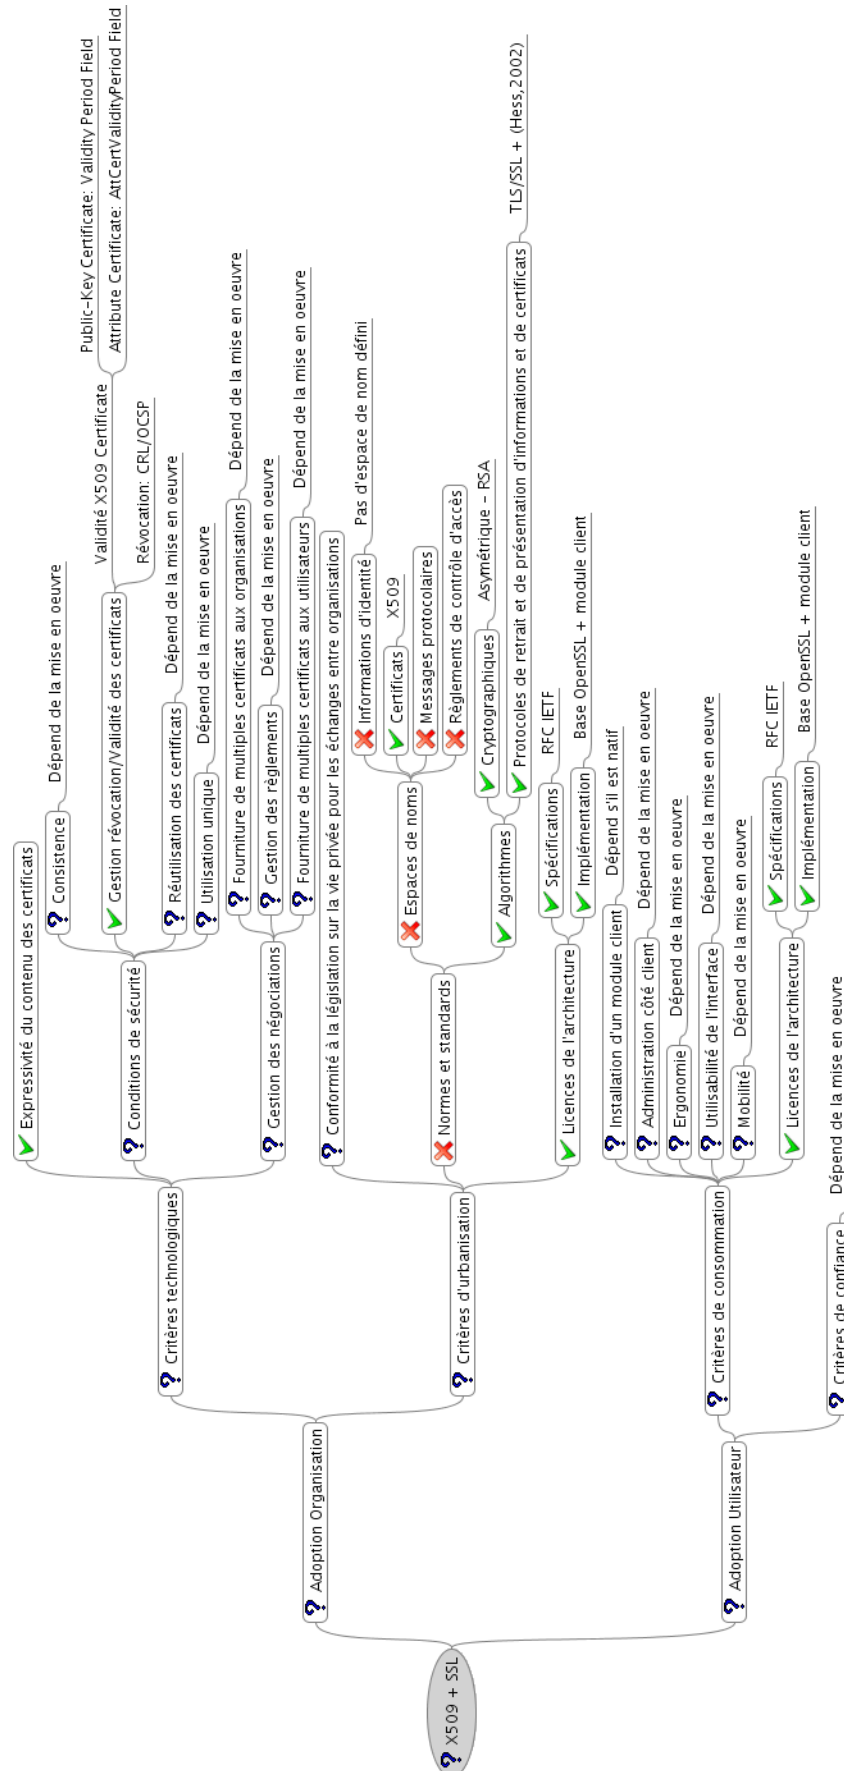 X509 + SSL
Adoption Organisation
Critères technologiques
Expressivité du contenu des certificats
Conditions de sécurité
Consistence
Dépend de la mise en oeuvre
Gestion révocation/Validité des certificats
Validité X509 Certificate
Public-Key Certificate: Validity Period Field
Attribute Certificate: AttCertValidityPeriod Field
Révocation: CRL/OCSP
Réutilisation des certificats
Dépend de la mise en oeuvre
Utilisation unique
Dépend de la mise en oeuvre
Gestion des négociations
Fourniture de multiples certificats aux organisations
Dépend de la mise en oeuvre
Gestion des règlements
Dépend de la mise en oeuvre
Fourniture de multiples certificats aux utilisateurs
Dépend de la mise en oeuvre
Critères d'urbanisation
Conformité à la législation sur la vie privée pour les échanges entre organisations
Normes et standards
Espaces de noms
Informations d'identité
Pas d'espace de nom défini
Certificats
X509
Messages protocolaires
Règlements de contrôle d'accès
Algorithmes
Cryptographiques
Asymétrique - RSA
Protocoles de retrait et de présentation d'informations et de certificats
TLS/SSL + (Hess,2002)
Licences de l'architecture
Spécifications
RFC IETF
Implémentation
Base OpenSSL + module client
Adoption Utilisateur
Critères de consommation
Installation d'un module client
Dépend s'il est natif
Administration côté client
Dépend de la mise en oeuvre
Ergonomie
Dépend de la mise en oeuvre
Utilisabilité de l'interface
Dépend de la mise en oeuvre
Mobilité
Dépend de la mise en oeuvre
Licences de l'architecture
Spécifications
RFC IETF
Implémentation
Base OpenSSL + module client
Critères de confiance
Dépend de la mise en oeuvre